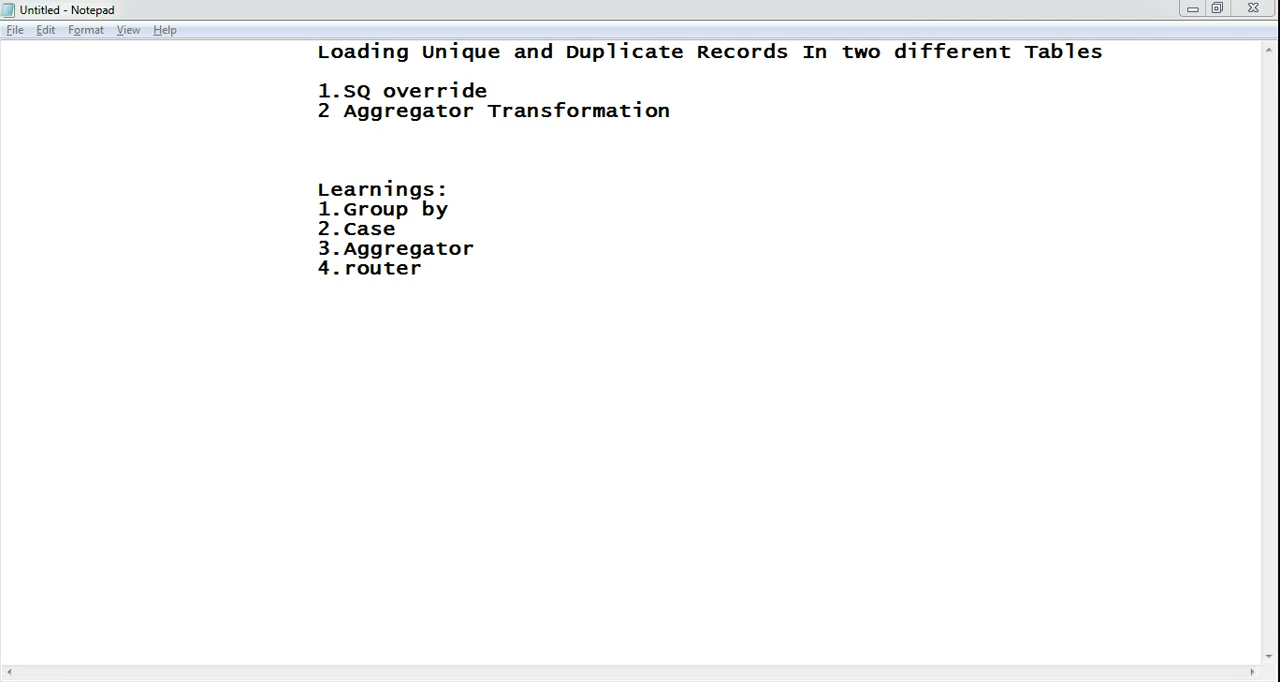 Untitled - Notepad
File Edit Format View Help
Loading Unique and Duplicate Records In two different Tables
1.SQ override
2 Aggregator Transformation
Learnings:
1.Group by
2.Case
3.Aggregator
4.router